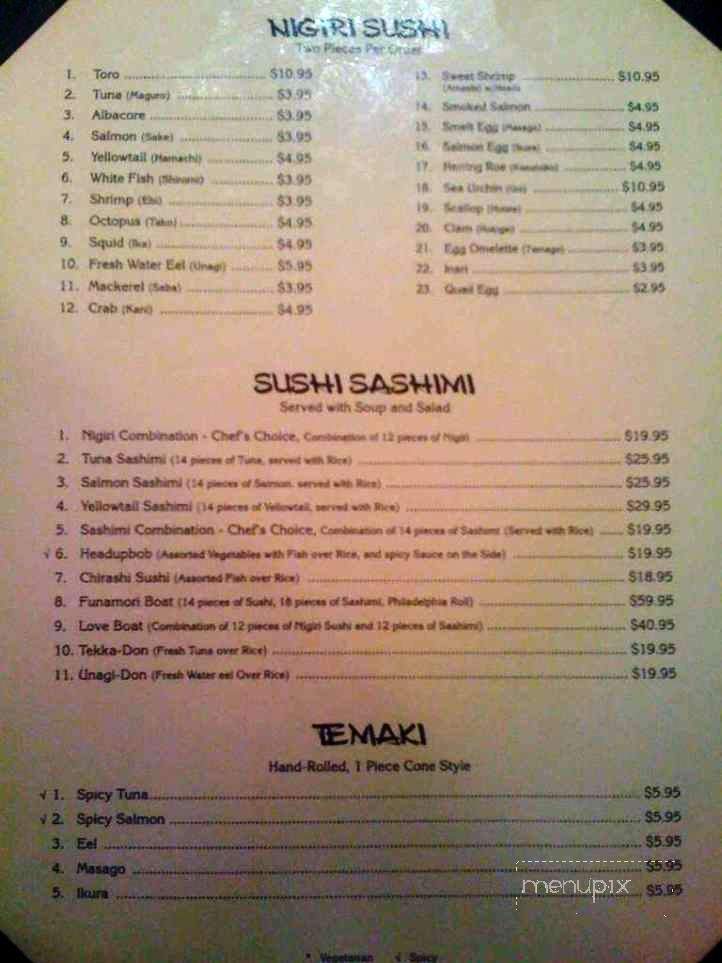 NIGIRI SUSHI
Two Pieces Per Order
1. Toro $10.95
2. Tuna (Maguro) $3.95
3. Albacore $3.95
4. Salmon (Sake) $3.95
5. Yellowtail (Hamachi) $4.95
6. White Fish (Shiromi) $3.95
7. Shrimp (Ebi) $3.95
8. Octopus (Tako) $4.95
9. Squid (Ika) $4.95
10. Fresh Water Eel (Unagi) $5.95
11. Mackerel (Saba) $3.95
12. Crab (Kani) $4.95
13. Sweet Shrimp $10.95
(Amaebi) w/Heads
14. Smoked Salmon $4.95
15. Smelt Egg (Masago) $4.95
16. Salmon Egg (Ikura) $4.95
17. Herring Roe (Kazunoko) $4.95
18. Sea Urchin (Uni) $10.95
19. Scallop (Hotate) $4.95
20. Clam (Hokigai) $4.95
21. Egg Omelette (Tamago) $3.95
22. Inari $3.95
23. Quail Egg $2.95
SUSHI SASHIMI
Served with Soup and Salad
1. Nigiri Combination - Chef's Choice, Combination of 12 pieces of Nigiri $19.95
2. Tuna Sashimi (14 pieces of Tuna, served with Rice) $25.95
3. Salmon Sashimi (14 pieces of Salmon, served with Rice) $25.95
4. Yellowtail Sashimi (14 pieces of Yellowtail, served with Rice) $29.95
5. Sashimi Combination - Chef's Choice, Combination of 14 pieces of Sashimi (Served with Rice) $19.95
√ 6. Headupbob (Assorted Vegetables with Fish over Rice, and spicy Sauce on the Side) $19.95
7. Chirashi Sushi (Assorted Fish over Rice) $18.95
8. Funamori Boat (14 pieces of Sushi, 18 pieces of Sashimi, Philadelphia Roll) $59.95
9. Love Boat (Combination of 12 pieces of Nigiri Sushi and 12 pieces of Sashimi) $40.95
10. Tekka-Don (Fresh Tuna over Rice) $19.95
11. Unagi-Don (Fresh Water eel Over Rice) $19.95
TEMAKI
Hand-Rolled, 1 Piece Cone Style
√ 1. Spicy Tuna $5.95
√ 2. Spicy Salmon $5.95
3. Eel $5.95
4. Masago $5.95
5. Ikura $5.95
menupix
* Vegetarian √ Spicy